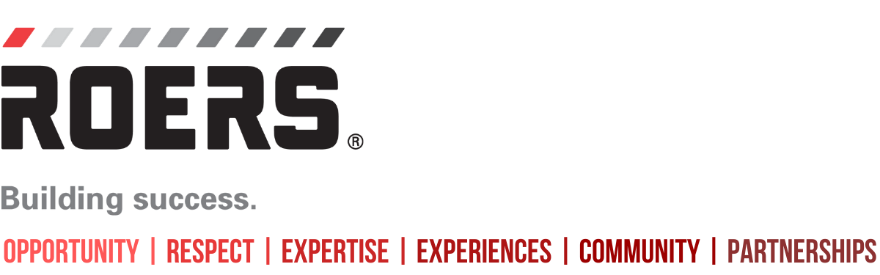 ROERS®
Building success.
OPPORTUNITY | RESPECT | EXPERTISE | EXPERIENCES | COMMUNITY | PARTNERSHIPS